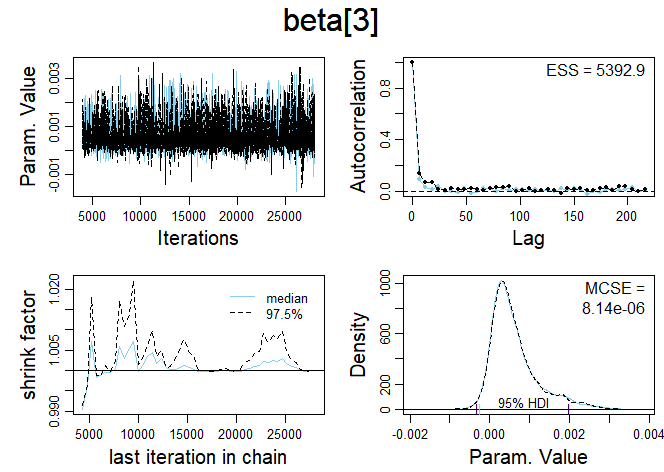 beta[3]
Param. Value
-0.001 0.001 0.003
5000 10000 15000 20000 25000
Iterations
Autocorrelation
0.0 0.4 0.8
ESS = 5392.9
0 50 100 150 200
Lag
shrink factor
0.990 1.005 1.020
median
97.5%
5000 10000 15000 20000 25000
last iteration in chain
Density
0 200 600 1000
MCSE =
8.14e-06
95% HDI
-0.002 0.000 0.002 0.004
Param. Value